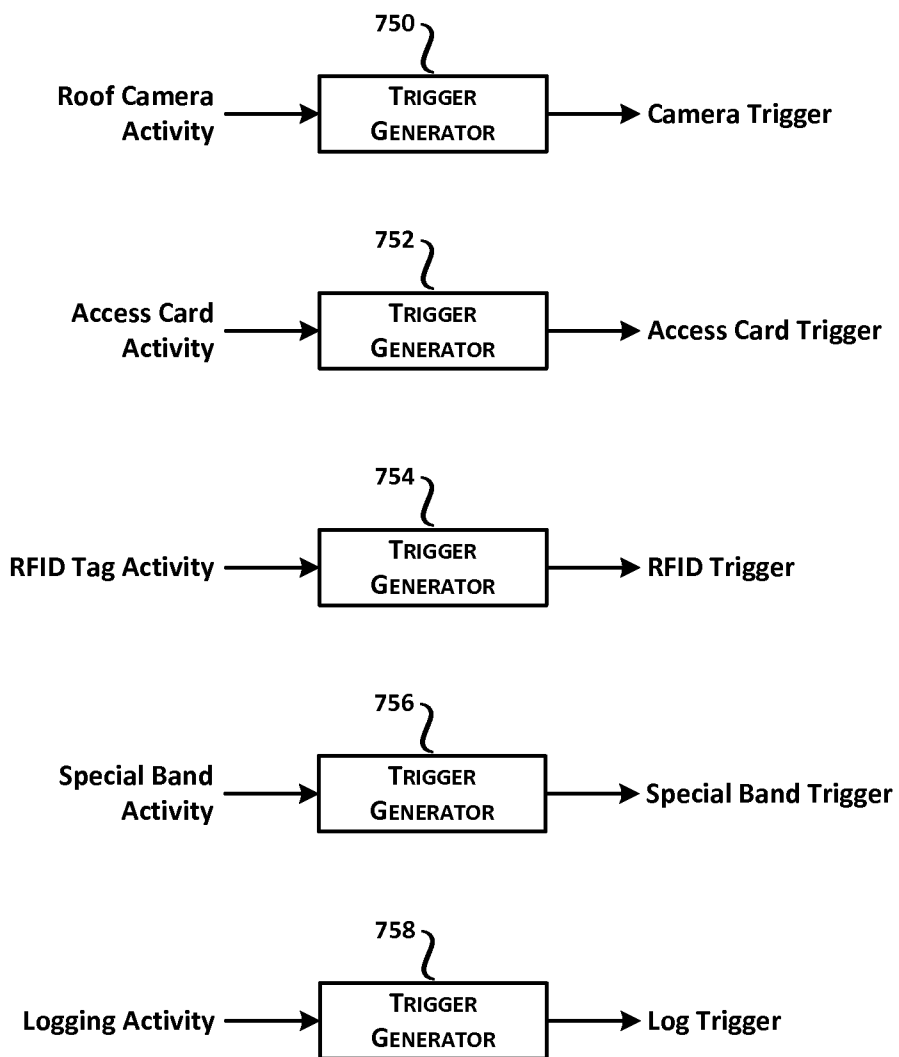 750
Roof Camera
Activity
TRIGGER
GENERATOR
Camera Trigger
752
Access Card
Activity
TRIGGER
GENERATOR
Access Card Trigger
754
RFID Tag Activity
TRIGGER
GENERATOR
RFID Trigger
756
Special Band
Activity
TRIGGER
GENERATOR
Special Band Trigger
758
Logging Activity
TRIGGER
GENERATOR
Log Trigger